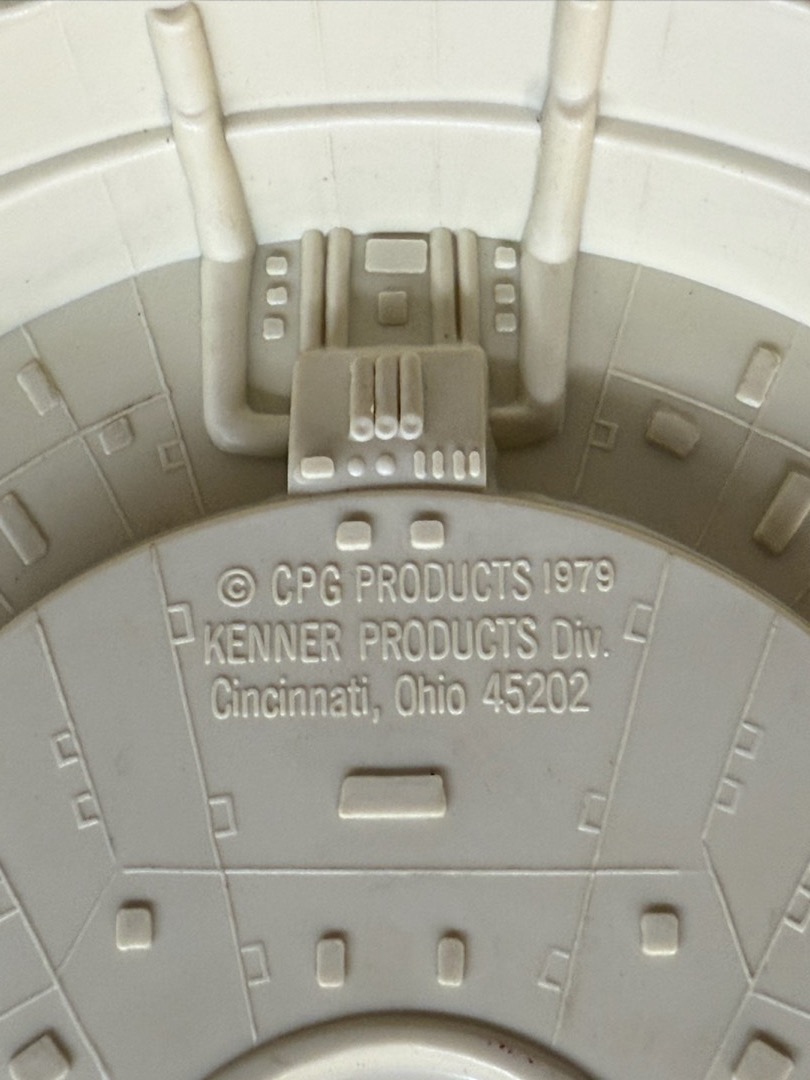 © CPG PRODUCTS 1979
KENNER PRODUCTS Div.
Cincinnati, Ohio 45202